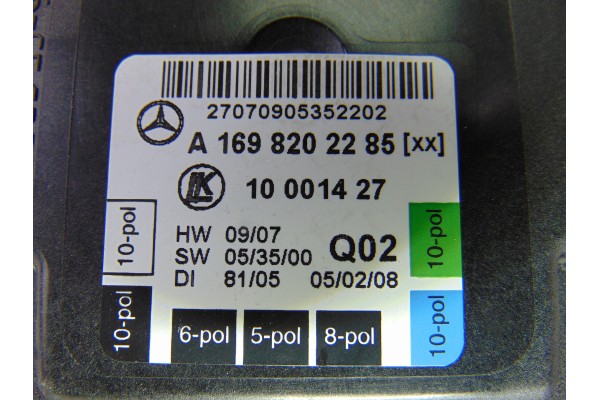 27070905352202
A 169 820 22 85 [xx]
LK 10 0014 27
HW 09/07
SW 05/35/00 Q02
DI 81/05 05/02/08
10-pol
10-pol
6-pol 5-pol 8-pol
10-pol
10-pol